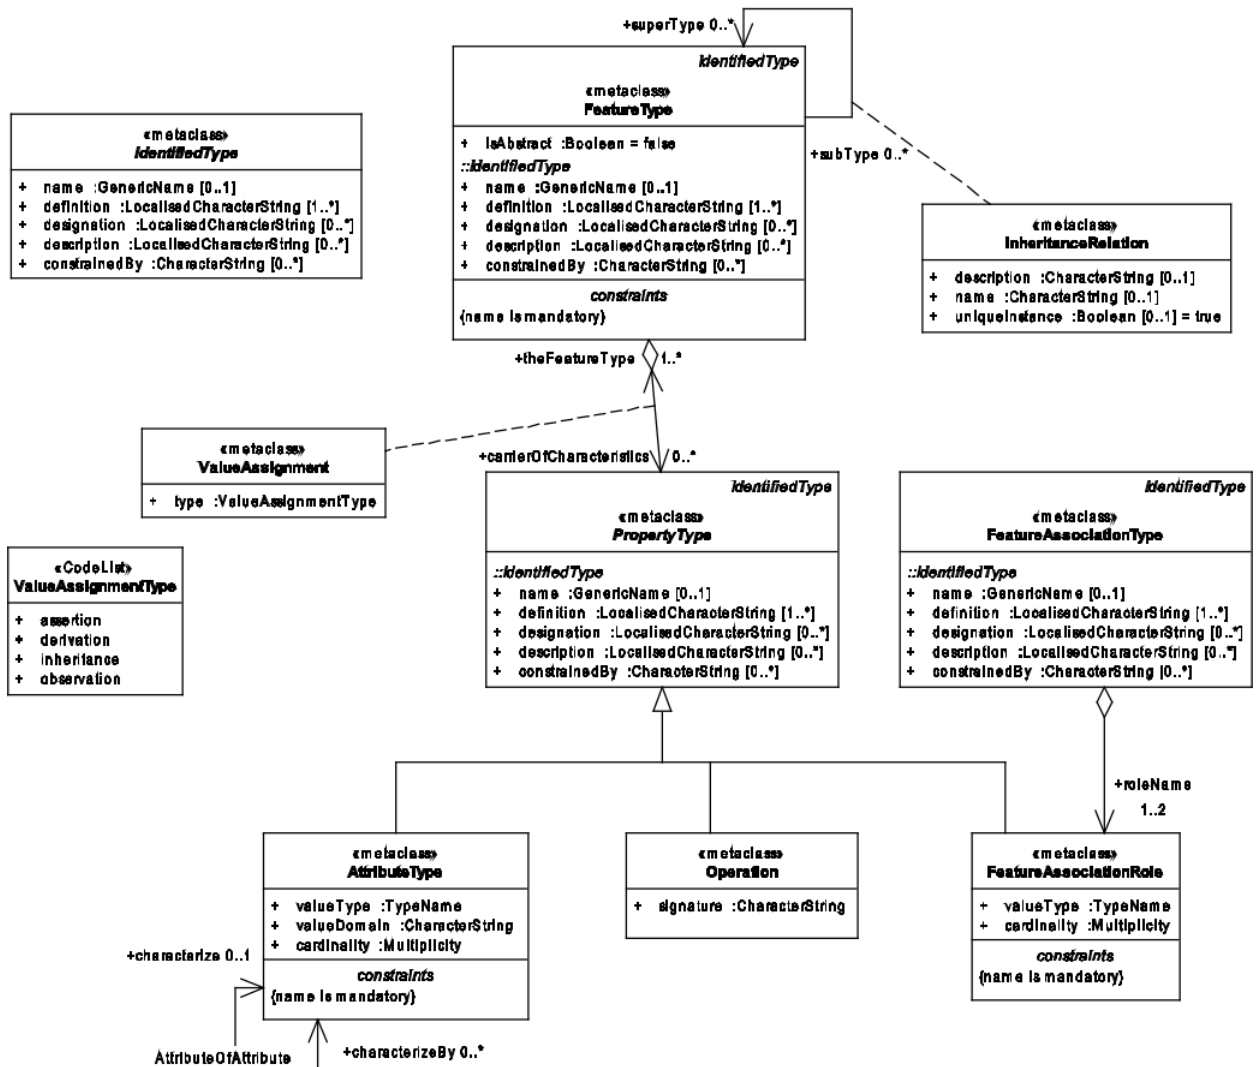 +superType 0..*
IdentifiedType
«metaclass»
FeatureType
+ isAbstract :Boolean = false
::IdentifiedType
+ name :GenericName [0..1]
+ definition :LocalisedCharacterString [1..*]
+ designation :LocalisedCharacterString [0..*]
+ description :LocalisedCharacterString [0..*]
+ constrainedBy :CharacterString [0..*]
constraints
{name is mandatory}
+subType 0..*
«metaclass»
IdentifiedType
+ name :GenericName [0..1]
+ definition :LocalisedCharacterString [1..*]
+ designation :LocalisedCharacterString [0..*]
+ description :LocalisedCharacterString [0..*]
+ constrainedBy :CharacterString [0..*]
«metaclass»
InheritanceRelation
+ description :CharacterString [0..1]
+ name :CharacterString [0..1]
+ uniqueInstance :Boolean [0..1] = true
+theFeatureType 1..*
«metaclass»
ValueAssignment
+ type :ValueAssignmentType
+carrierOfCharacteristics 0..*
IdentifiedType
«metaclass»
PropertyType
::IdentifiedType
+ name :GenericName [0..1]
+ definition :LocalisedCharacterString [1..*]
+ designation :LocalisedCharacterString [0..*]
+ description :LocalisedCharacterString [0..*]
+ constrainedBy :CharacterString [0..*]
IdentifiedType
«metaclass»
FeatureAssociationType
::IdentifiedType
+ name :GenericName [0..1]
+ definition :LocalisedCharacterString [1..*]
+ designation :LocalisedCharacterString [0..*]
+ description :LocalisedCharacterString [0..*]
+ constrainedBy :CharacterString [0..*]
«CodeList»
ValueAssignmentType
+ assertion
+ derivation
+ inheritance
+ observation
+roleName
1..2
«metaclass»
AttributeType
+ valueType :TypeName
+ valueDomain :CharacterString
+ cardinality :Multiplicity
constraints
{name is mandatory}
«metaclass»
Operation
+ signature :CharacterString
«metaclass»
FeatureAssociationRole
+ valueType :TypeName
+ cardinality :Multiplicity
constraints
{name is mandatory}
+characterize 0..1
AttributeOfAttribute
+characterizeBy 0..*